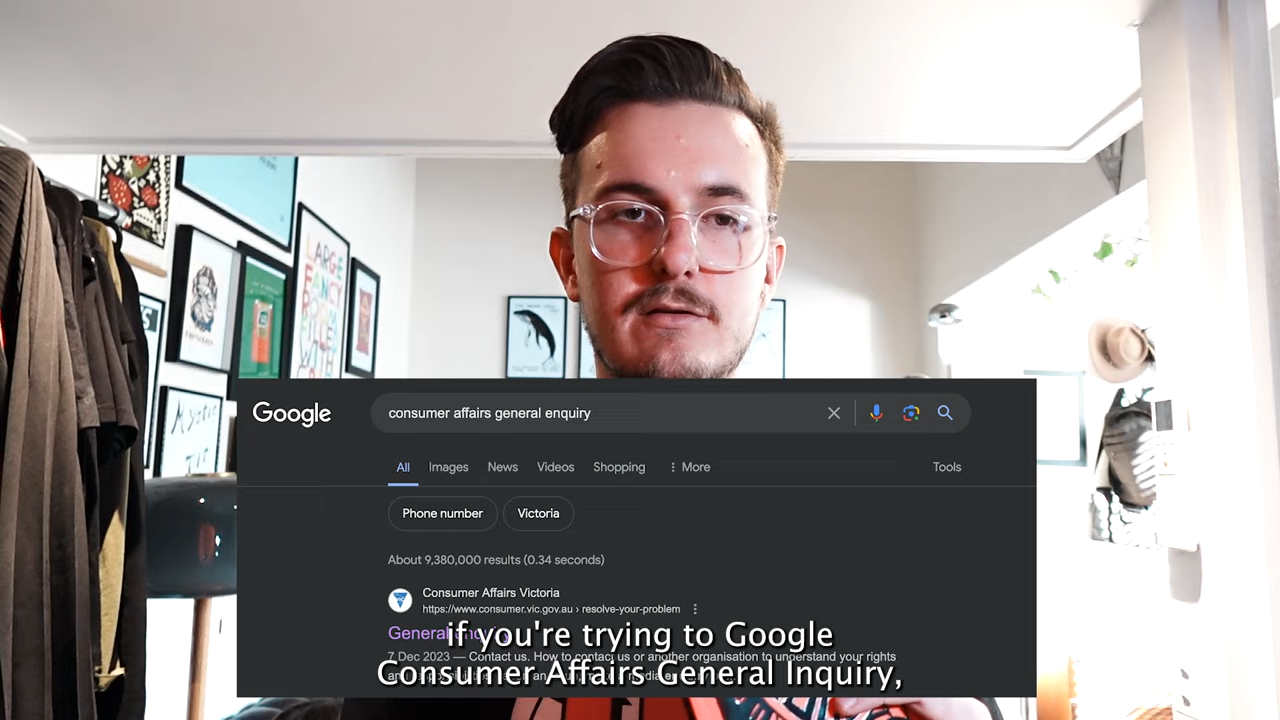 LARGE
FANCY
Google
consumer affairs general enquiry
All Images News Videos Shopping More Tools
Phone number Victoria
About 9,380,000 results (0.34 seconds)
Consumer Affairs Victoria
https://www.consumer.vic.gov.au › resolve-your-problem
General
if you're trying to Google
7 Dec 2023 — Contact us. How to contact us or another organisation to understand your rights
Consumer Affairs General Inquiry,